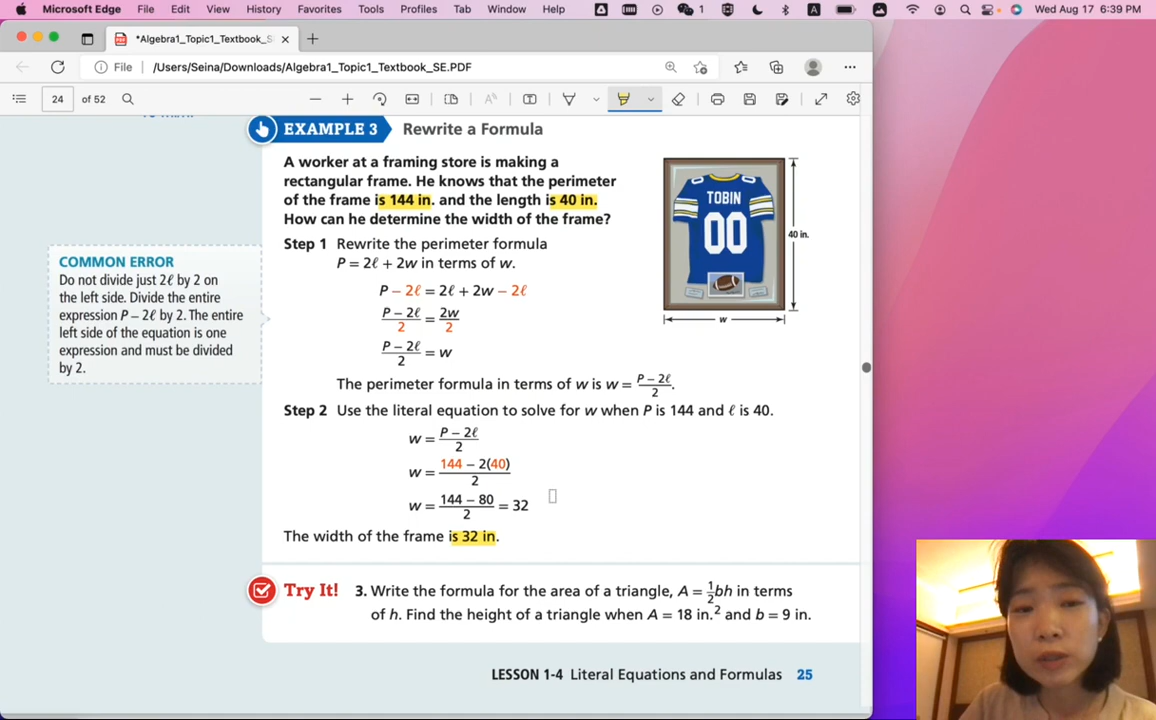 Microsoft Edge File Edit View History Favorites Tools Profiles Tab Window Help 1 A Wed Aug 17 6:39 PM
*Algebra1_Topic1_Textbook_S
File /Users/Seina/Downloads/Algebra1_Topic1_Textbook_SE.PDF
24 of 52
EXAMPLE 3 Rewrite a Formula
A worker at a framing store is making a
rectangular frame. He knows that the perimeter
of the frame is 144 in. and the length is 40 in.
How can he determine the width of the frame?
TOBIN
00
40 in.
w
Step 1 Rewrite the perimeter formula
P = 2ℓ + 2w in terms of w.
P − 2ℓ = 2ℓ + 2w − 2ℓ
(P − 2ℓ)/2 = 2w/2
(P − 2ℓ)/2 = w
The perimeter formula in terms of w is w = (P − 2ℓ)/2.
COMMON ERROR
Do not divide just 2ℓ by 2 on
the left side. Divide the entire
expression P − 2ℓ by 2. The entire
left side of the equation is one
expression and must be divided
by 2.
Step 2 Use the literal equation to solve for w when P is 144 and ℓ is 40.
w = (P − 2ℓ)/2
w = (144 − 2(40))/2
w = (144 − 80)/2 = 32
The width of the frame is 32 in.
Try It! 3. Write the formula for the area of a triangle, A = ½bh in terms
of h. Find the height of a triangle when A = 18 in.² and b = 9 in.
LESSON 1-4 Literal Equations and Formulas 25